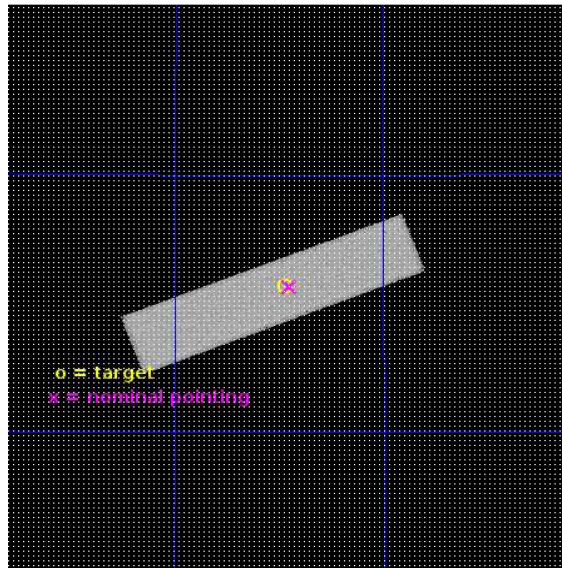 o = target
x = nominal pointing